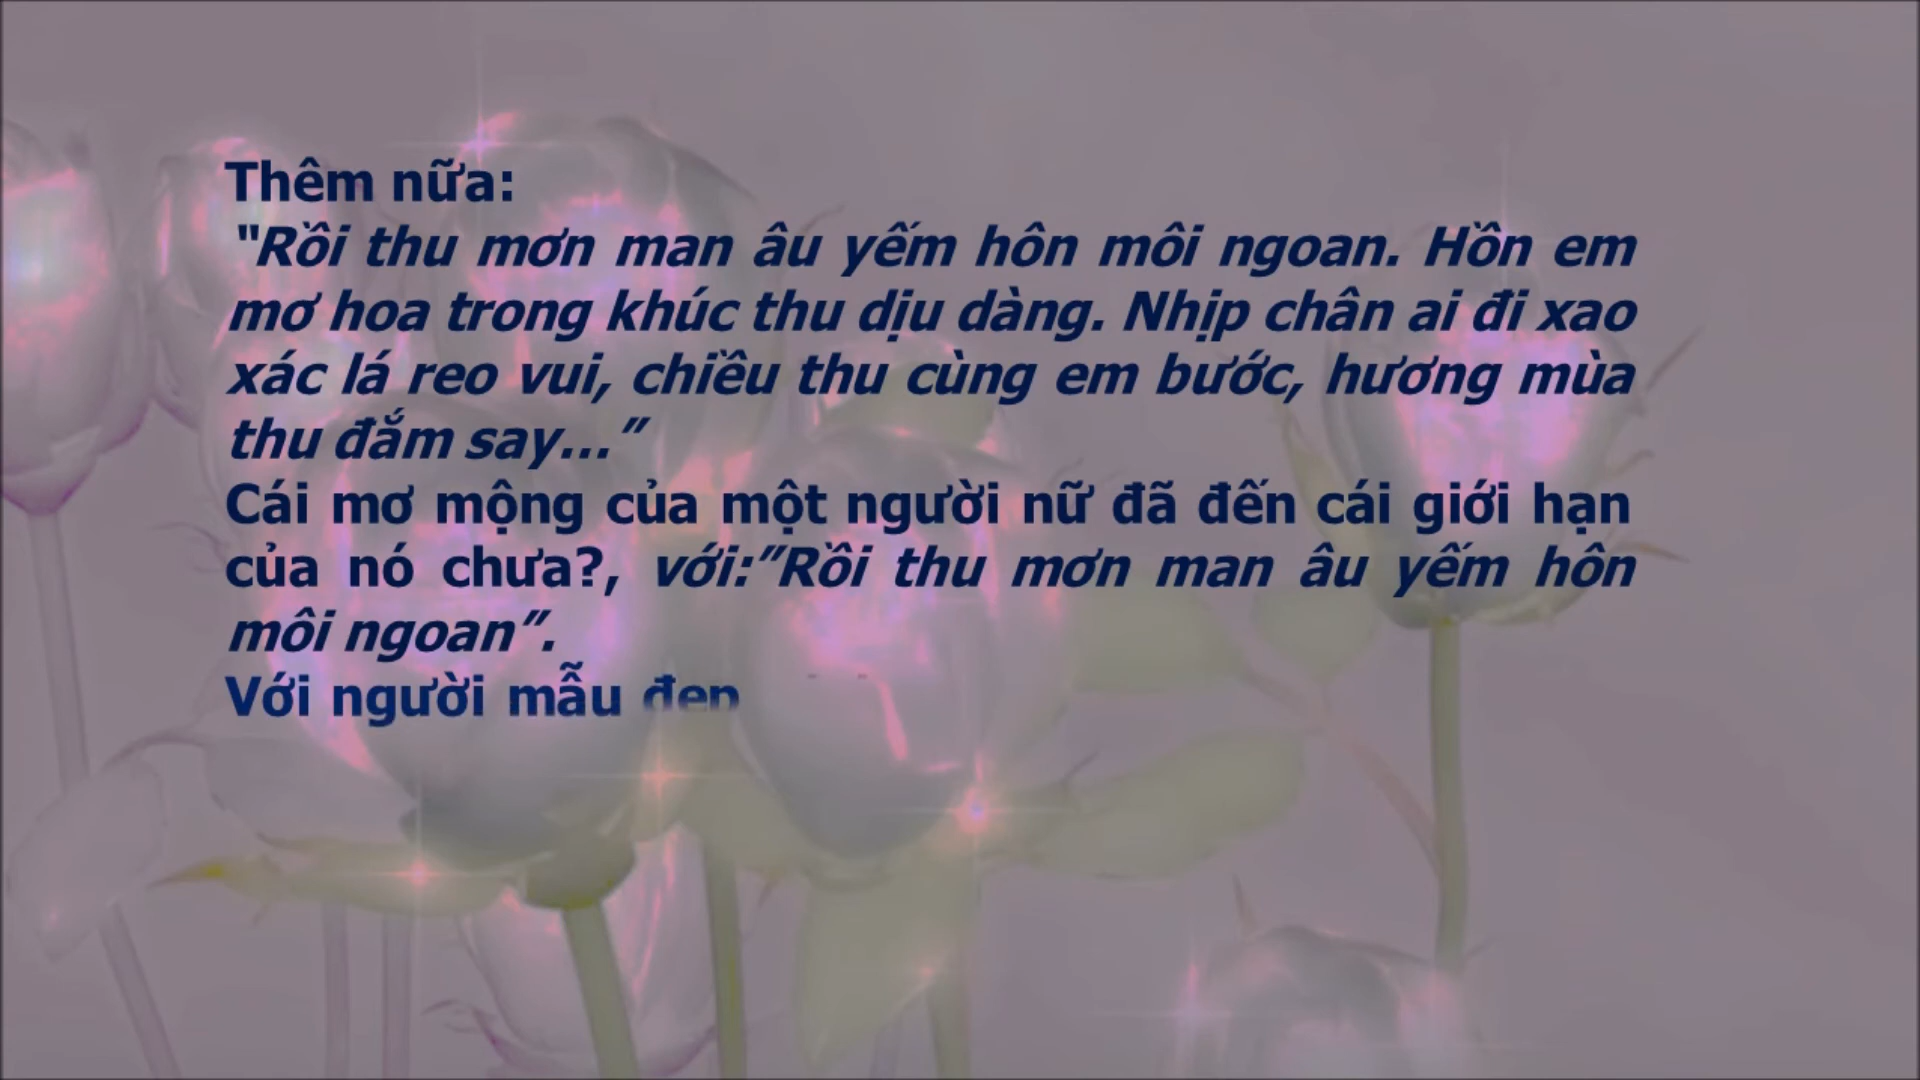 Thêm nữa:
“Rồi thu mơn man âu yếm hôn môi ngoan. Hồn em
mơ hoa trong khúc thu dịu dàng. Nhịp chân ai đi xao
xác lá reo vui, chiều thu cùng em bước, hương mùa
thu đắm say...”
Cái mơ mộng của một người nữ đã đến cái giới hạn
của nó chưa?, với:”Rồi thu mơn man âu yếm hôn
môi ngoan”.
Với người mẫu đẹp